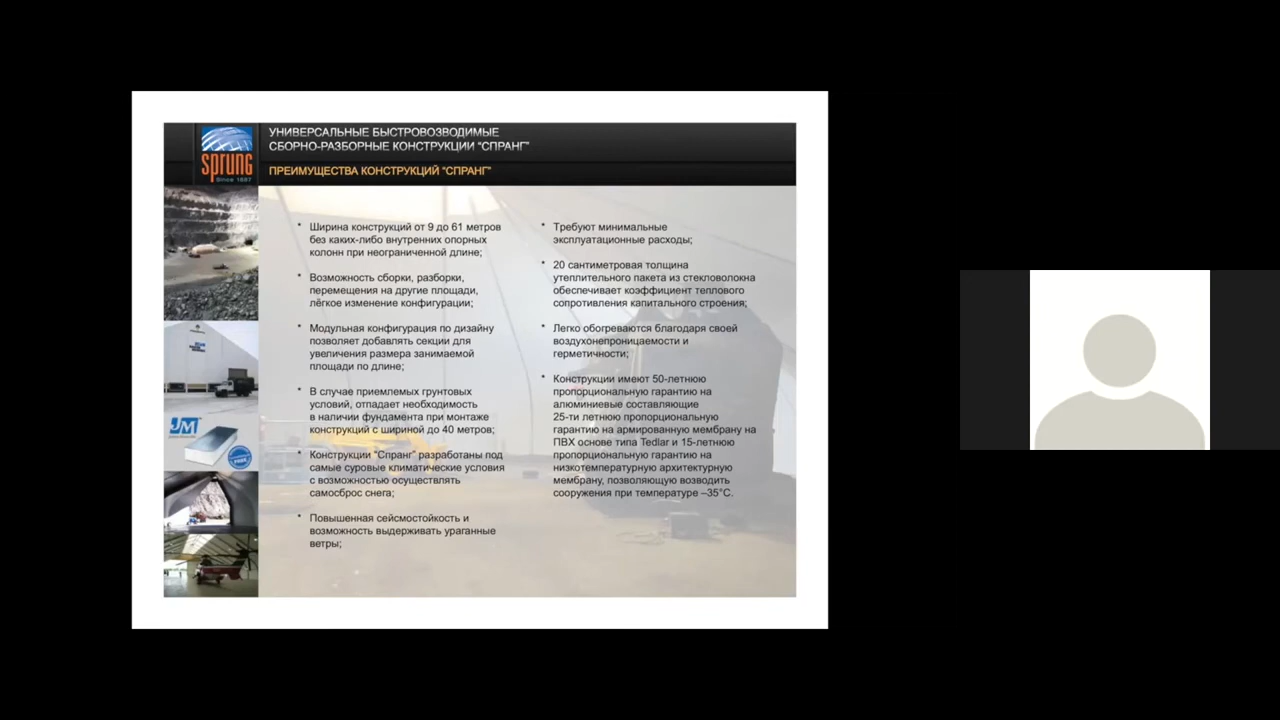 УНИВЕРСАЛЬНЫЕ БЫСТРОВОЗВОДИМЫЕ
СБОРНО-РАЗБОРНЫЕ КОНСТРУКЦИИ “СПРАНГ”
ПРЕИМУЩЕСТВА КОНСТРУКЦИЙ “СПРАНГ”
sprung
Since 1887
* Ширина конструкций от 9 до 61 метров
без каких-либо внутренних опорных
колонн при неограниченной длине;
* Возможность сборки, разборки,
перемещения на другие площади,
лёгкое изменение конфигурации;
* Модульная конфигурация по дизайну
позволяет добавлять секции для
увеличения размера занимаемой
площади по длине;
* В случае приемлемых грунтовых
условий, отпадает необходимость
в наличии фундамента при монтаже
конструкций с шириной до 40 метров;
* Конструкции “Спранг” разработаны под
самые суровые климатические условия
с возможностью осуществлять
самосброс снега;
* Повышенная сейсмостойкость и
возможность выдерживать ураганные
ветры;
* Требуют минимальные
эксплуатационные расходы;
* 20 сантиметровая толщина
утеплительного пакета из стекловолокна
обеспечивает коэффициент теплового
сопротивления капитального строения;
* Легко обогреваются благодаря своей
воздухонепроницаемости и
герметичности;
* Конструкции имеют 50-летнюю
пропорциональную гарантию на
алюминиевые составляющие
25-ти летнюю пропорциональную
гарантию на армированную мембрану на
ПВХ основе типа Tedlar и 15-летнюю
пропорциональную гарантию на
низкотемпературную архитектурную
мембрану, позволяющую возводить
сооружения при температуре –35°С.
JM